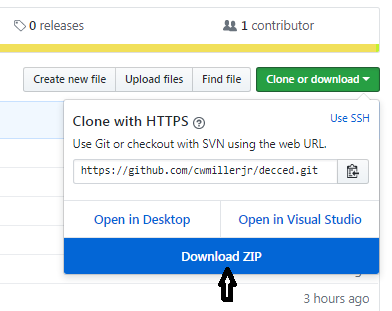 0 releases
1 contributor
Create new file
Upload files
Find file
Clone or download
Clone with HTTPS
Use SSH
Use Git or checkout with SVN using the web URL.
https://github.com/cwmillerjr/decced.git
Open in Desktop
Open in Visual Studio
Download ZIP
3 hours ago